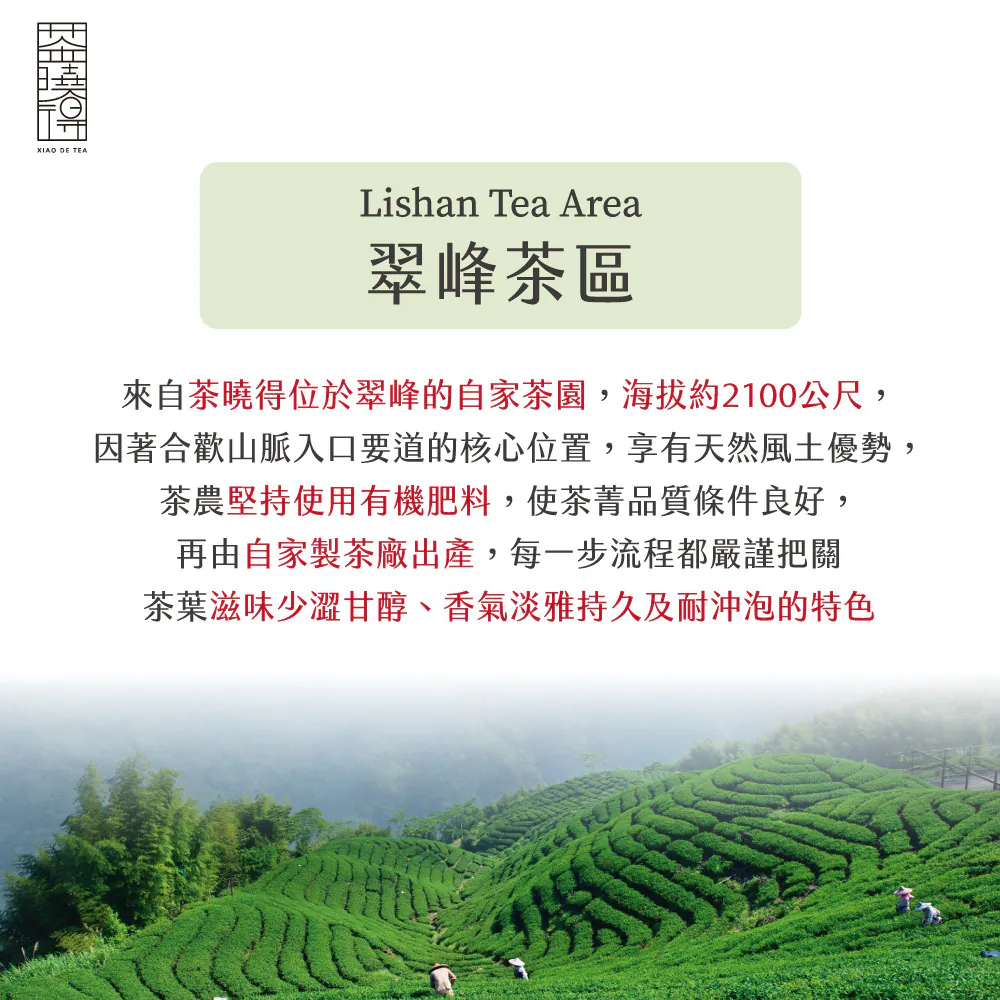 茶曉得
XIAO DE TEA
Lishan Tea Area
翠峰茶區
來自茶曉得位於翠峰的自家茶園，海拔約2100公尺，
因著合歡山脈入口要道的核心位置，享有天然風土優勢，
茶農堅持使用有機肥料，使茶菁品質條件良好，
再由自家製茶廠出產，每一步流程都嚴謹把關
茶葉滋味少澀甘醇、香氣淡雅持久及耐沖泡的特色